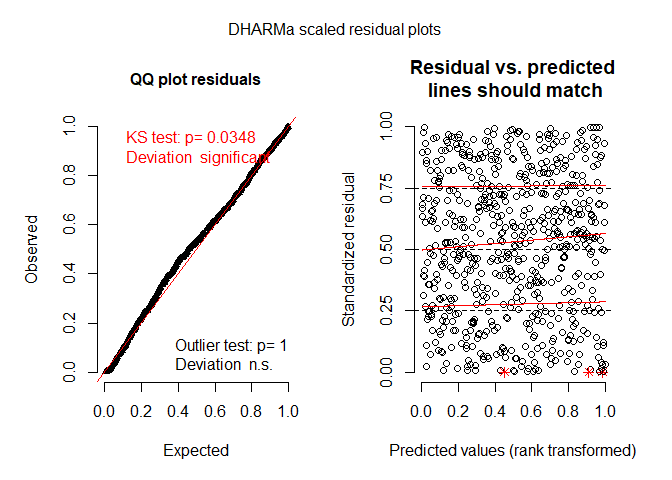 DHARMa scaled residual plots
QQ plot residuals
KS test: p= 0.0348
Deviation significant
Outlier test: p= 1
Deviation n.s.
Observed
0.0 0.2 0.4 0.6 0.8 1.0
0.0 0.2 0.4 0.6 0.8 1.0
Expected
Residual vs. predicted
lines should match
Standardized residual
0.00 0.25 0.50 0.75 1.00
0.0 0.2 0.4 0.6 0.8 1.0
Predicted values (rank transformed)